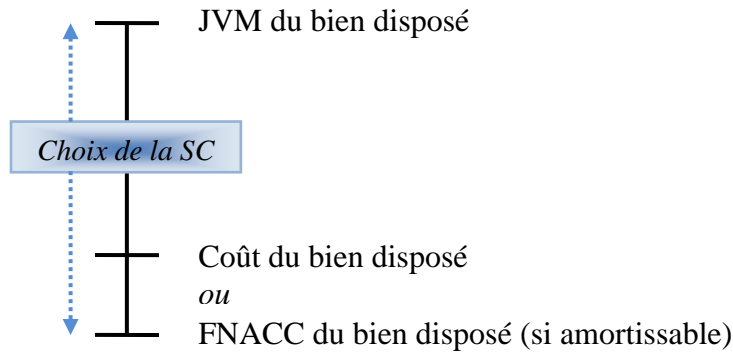 JVM du bien disposé
Choix de la SC
Coût du bien disposé
ou
FNACC du bien disposé (si amortissable)